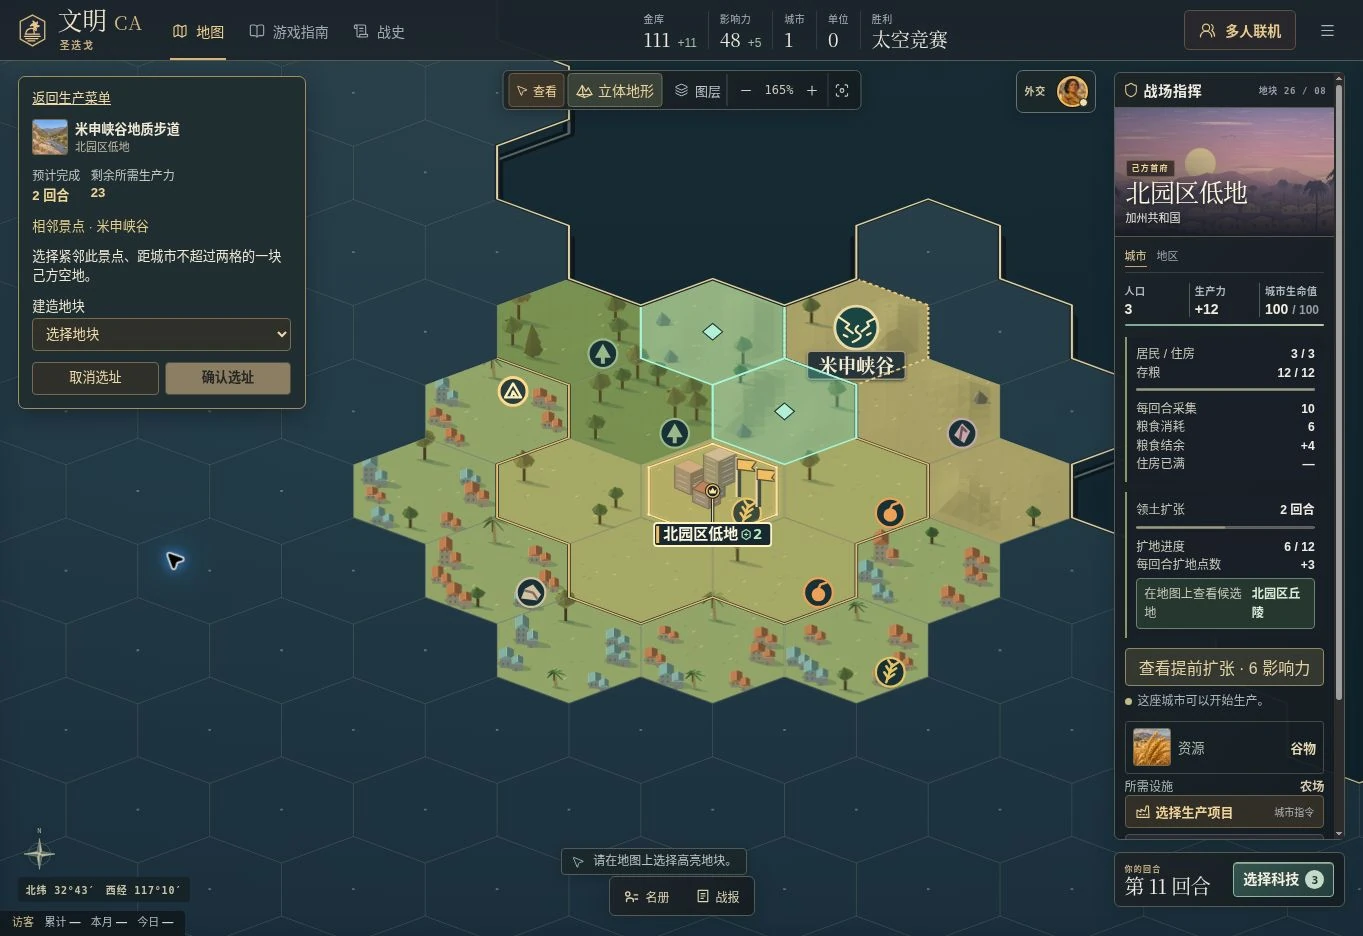 文明 CA
圣迭戈
地图
游戏指南
战史
金库
111 +11
影响力
48 +5
城市
1
单位
0
胜利
太空竞赛
多人联机
查看
立体地形
图层
165%
外交
返回生产菜单
米申峡谷地质步道
北园区低地
预计完成 剩余所需生产力
2 回合 23
相邻景点 · 米申峡谷
选择紧邻此景点、距城市不超过两格的一块
己方空地。
建造地块
选择地块
取消选址 确认选址
米申峡谷
北园区低地 2
战场指挥 地块 26 / 08
己方首府
北园区低地
加州共和国
城市 地区
人口 生产力 城市生命值
3 +12 100 / 100
居民 / 住房 3 / 3
存粮 12 / 12
每回合采集 10
粮食消耗 6
粮食结余 +4
住房已满 —
领土扩张 2 回合
扩地进度 6 / 12
每回合扩地点数 +3
在地图上查看候选地 北园区丘陵
查看提前扩张 · 6 影响力
这座城市可以开始生产。
资源 谷物
所需设施 农场
选择生产项目 城市指令
你的回合
第 11 回合
选择科技 3
请在地图上选择高亮地块。
名册 战报
N
北纬 32°43′ 西经 117°10′
访客 累计 — 本月 — 今日 —